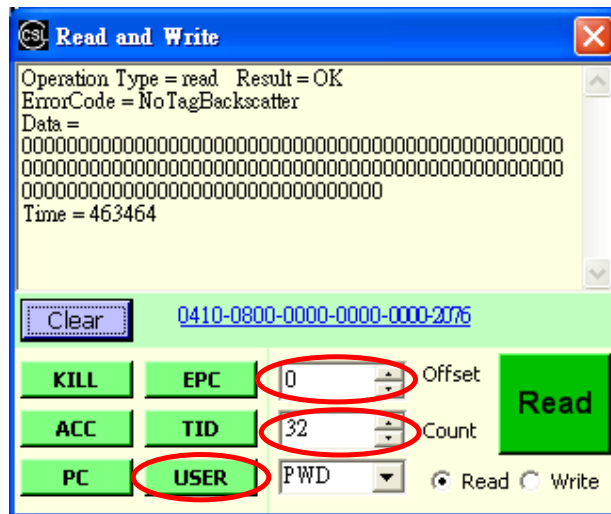 CSL Read and Write
Operation Type = read Result = OK
ErrorCode = NoTagBackscatter
Data =
000000000000000000000000000000000000000000000000
000000000000000000000000000000000000000000000000
00000000000000000000000000000000
Time = 463464
Clear 0410-0800-0000-0000-0000-2076
KILL EPC 0 Offset Read
ACC TID 32 Count
PC USER PWD Read Write